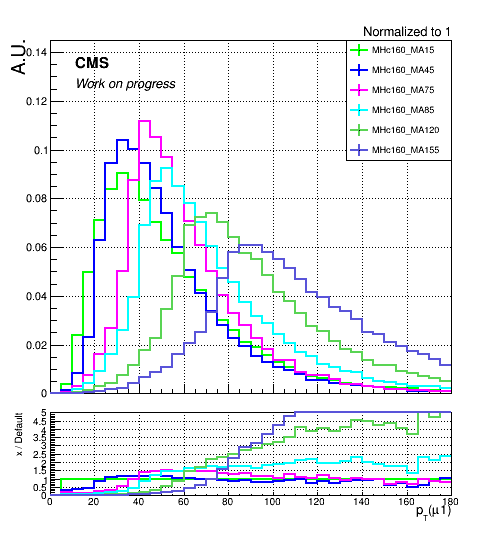 Normalized to 1
A.U.
0.14
0.12
0.1
0.08
0.06
0.04
0.02
0
CMS
Work on progress
MHc160_MA15
MHc160_MA45
MHc160_MA75
MHc160_MA85
MHc160_MA120
MHc160_MA155
x / Default
5
4.5
4
3.5
3
2.5
2
1.5
1
0.5
0
0 20 40 60 80 100 120 140 160 180
p_T(μ1)